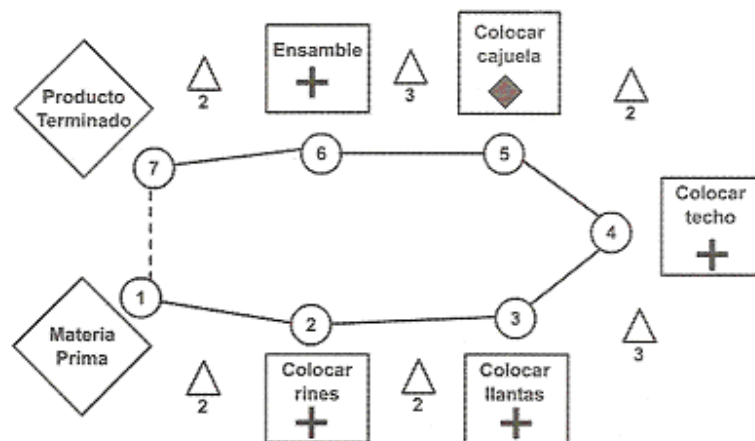 Ensamble
Colocar
cajuela
Producto
Terminado
2
3
2
7
6
5
4
Colocar
techo
1
2
3
Materia
Prima
3
2
Colocar
rines
2
Colocar
llantas